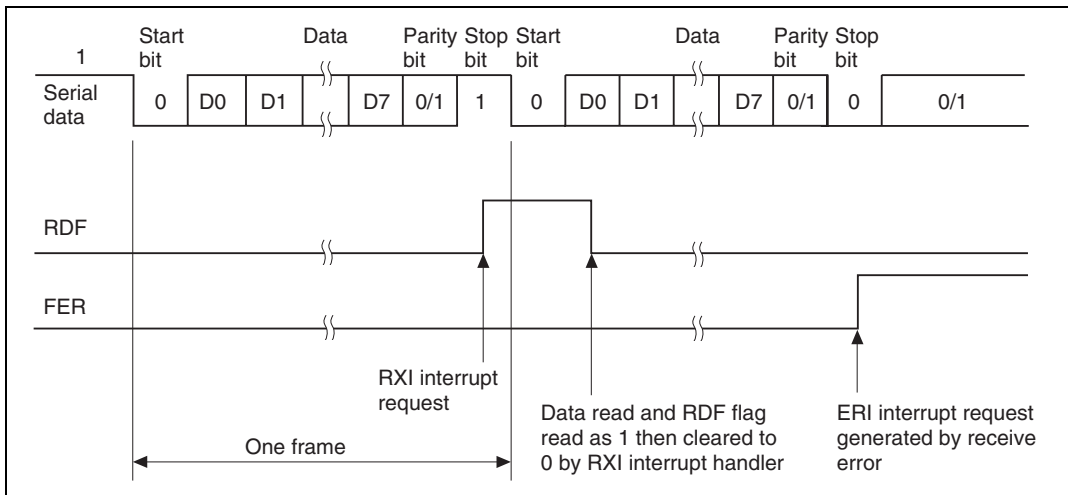 Start bit
Data
Parity bit
Stop bit
Start bit
Data
Parity bit
Stop bit
1
Serial data
0 D0 D1 D7 0/1 1 0 D0 D1 D7 0/1 0 0/1
RDF
FER
RXI interrupt
request
Data read and RDF flag
read as 1 then cleared to
0 by RXI interrupt handler
ERI interrupt request
generated by receive
error
One frame